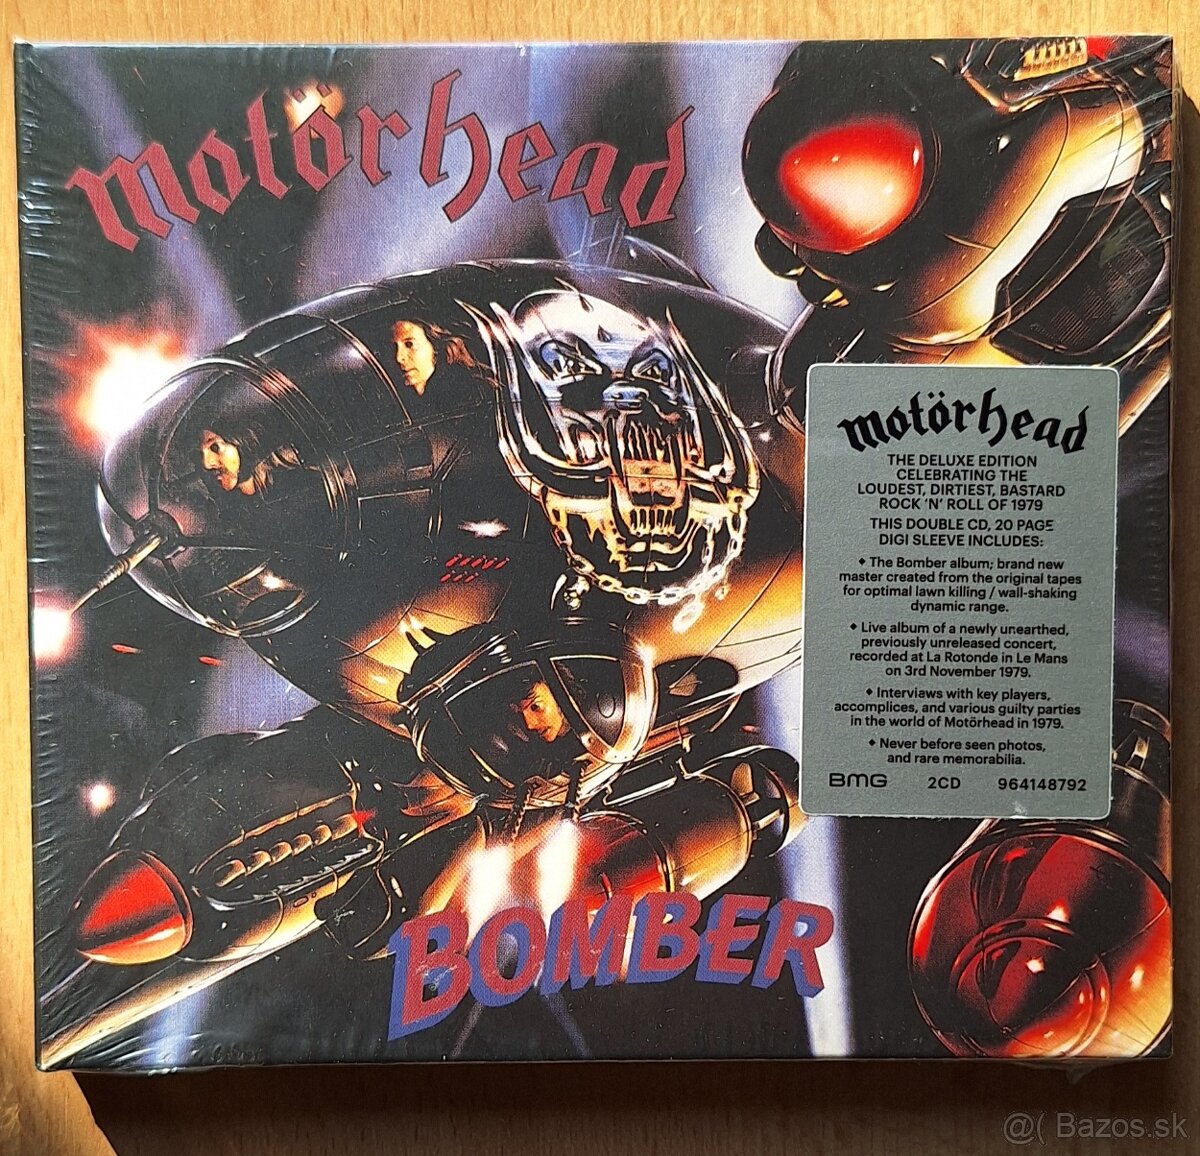 motörhead
motörhead
THE DELUXE EDITION
CELEBRATING THE
LOUDEST, DIRTIEST, BASTARD
ROCK 'N' ROLL OF 1979
THIS DOUBLE CD, 20 PAGE
DIGI SLEEVE INCLUDES:
◆ The Bomber album; brand new
master created from the original tapes
for optimal lawn killing / wall-shaking
dynamic range.
◆ Live album of a newly unearthed,
previously unreleased concert,
recorded at La Rotonde in Le Mans
on 3rd November 1979.
◆ Interviews with key players,
accomplices, and various guilty parties
in the world of Motörhead in 1979.
◆ Never before seen photos,
and rare memorabilia.
BMG 2CD 964148792
BOMBER
@( Bazos.sk